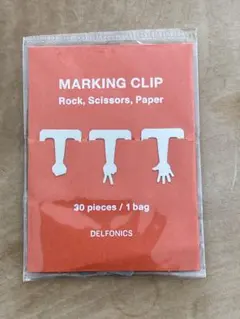 MARKING CLIP
Rock, Scissors, Paper
30 pieces / 1 bag
DELFONICS